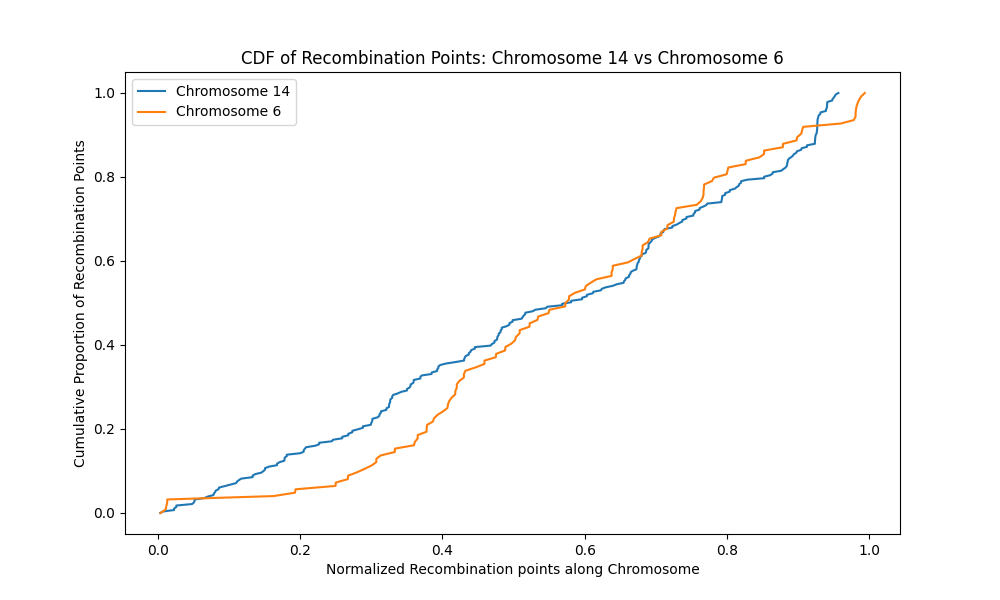 CDF of Recombination Points: Chromosome 14 vs Chromosome 6
Chromosome 14
Chromosome 6
Cumulative Proportion of Recombination Points
1.0
0.8
0.6
0.4
0.2
0.0
0.0 0.2 0.4 0.6 0.8 1.0
Normalized Recombination points along Chromosome